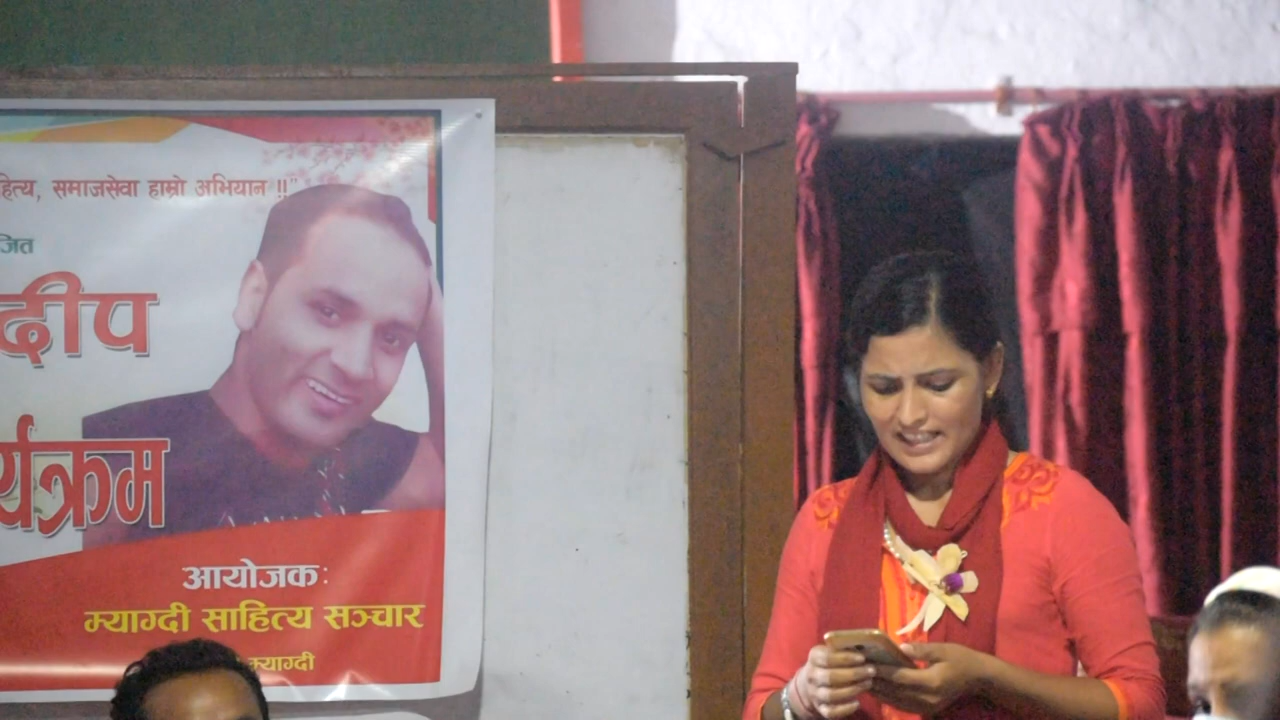 हित्य, समाजसेवा हाम्रो अभियान !!"
जित
दीप
र्यक्रम
आयोजकः
म्याग्दी साहित्य सञ्चार
म्याग्दी